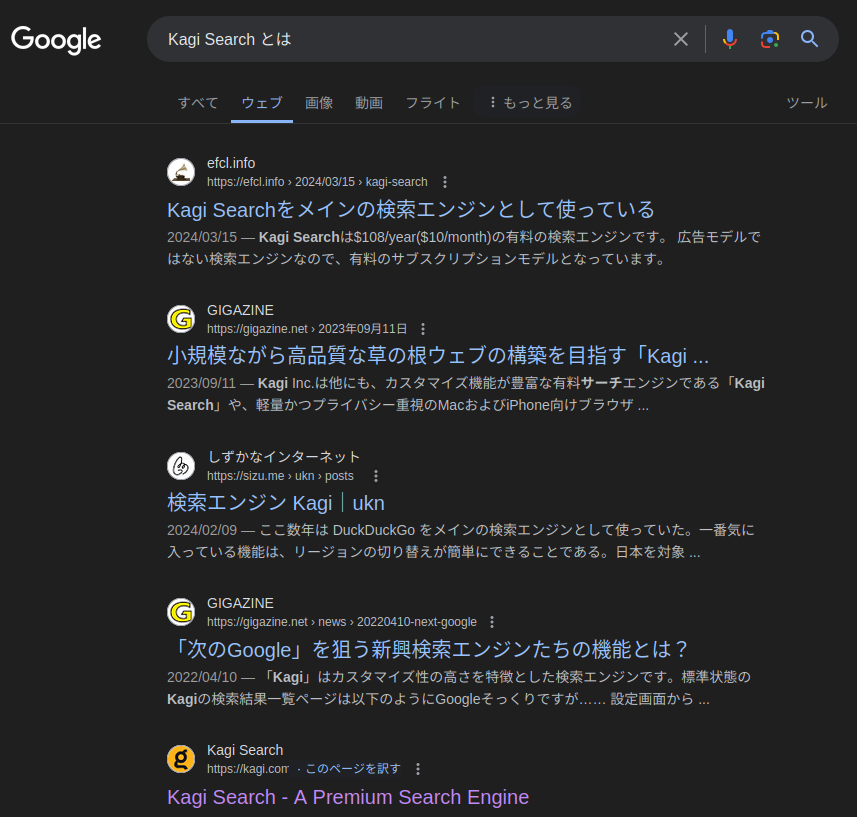 Google
Kagi Search とは
すべて ウェブ 画像 動画 フライト もっと見る ツール
efcl.info
https://efcl.info › 2024/03/15 › kagi-search
Kagi Searchをメインの検索エンジンとして使っている
2024/03/15 — Kagi Searchは$108/year($10/month)の有料の検索エンジンです。 広告モデルで
はない検索エンジンなので、有料のサブスクリプションモデルとなっています。
GIGAZINE
https://gigazine.net › 2023年09月11日
小規模ながら高品質な草の根ウェブの構築を目指す「Kagi ...
2023/09/11 — Kagi Inc.は他にも、カスタマイズ機能が豊富な有料サーチエンジンである「Kagi
Search」や、軽量かつプライバシー重視のMacおよびiPhone向けブラウザ ...
しずかなインターネット
https://sizu.me › ukn › posts
検索エンジン Kagi｜ukn
2024/02/09 — ここ数年は DuckDuckGo をメインの検索エンジンとして使っていた。一番気に
入っている機能は、リージョンの切り替えが簡単にできることである。日本を対象 ...
GIGAZINE
https://gigazine.net › news › 20220410-next-google
「次のGoogle」を狙う新興検索エンジンたちの機能とは？
2022/04/10 — 「Kagi」はカスタマイズ性の高さを特徴とした検索エンジンです。標準状態の
Kagiの検索結果一覧ページは以下のようにGoogleそっくりですが…… 設定画面から ...
Kagi Search
https://kagi.com · このページを訳す
Kagi Search - A Premium Search Engine